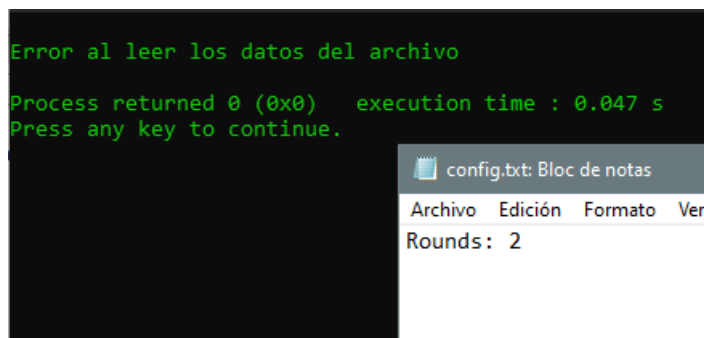 Error al leer los datos del archivo
Process returned 0 (0x0)   execution time : 0.047 s
Press any key to continue.
config.txt: Bloc de notas
Archivo Edición Formato Ver
Rounds: 2